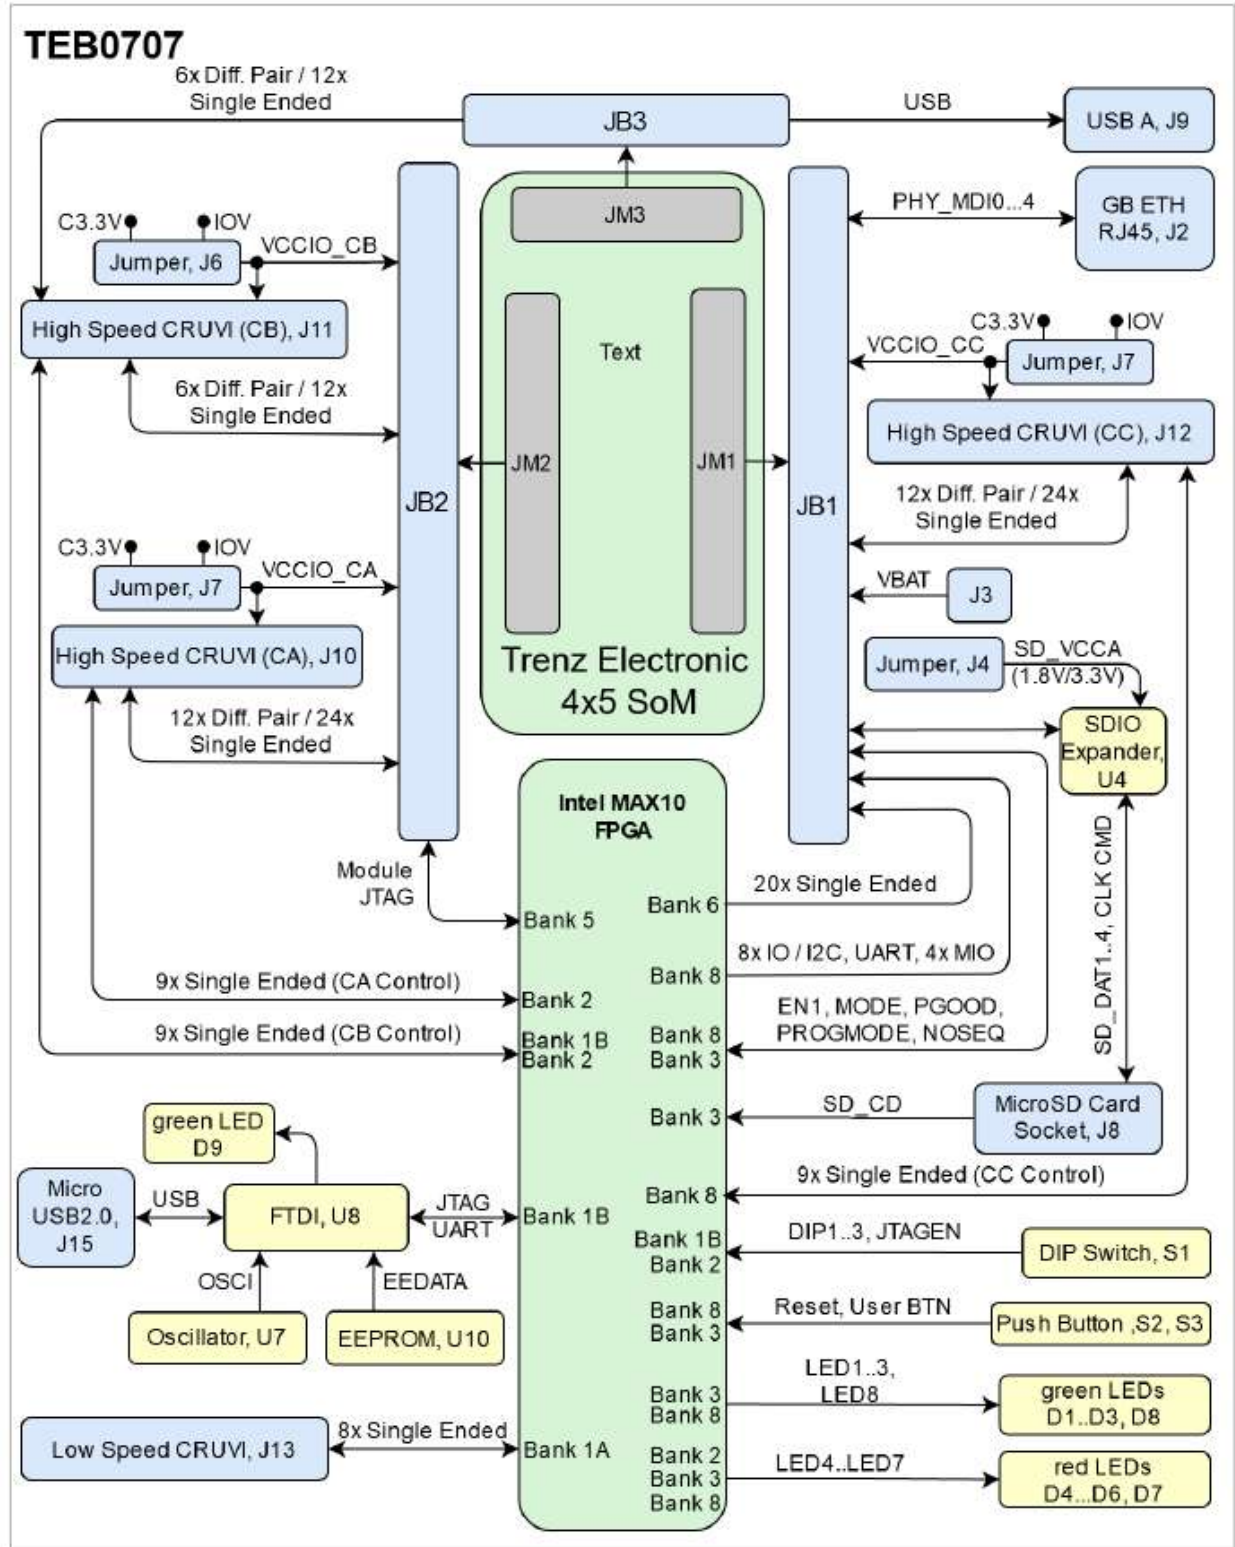 TEB0707
6x Diff. Pair / 12x
Single Ended
JB3
USB
USB A, J9
JM3
PHY_MDI0...4
GB ETH
RJ45, J2
C3.3V
IOV
Jumper, J6
VCCIO_CB
High Speed CRUVI (CB), J11
6x Diff. Pair / 12x
Single Ended
Text
C3.3V
IOV
VCCIO_CC
Jumper, J7
High Speed CRUVI (CC), J12
JM2
JM1
JB2
JB1
12x Diff. Pair / 24x
Single Ended
C3.3V
IOV
Jumper, J7
VCCIO_CA
High Speed CRUVI (CA), J10
12x Diff. Pair / 24x
Single Ended
VBAT
J3
Trenz Electronic
4x5 SoM
Jumper, J4
SD_VCCA
(1.8V/3.3V)
SDIO
Expander,
U4
Intel MAX10
FPGA
Module
JTAG
Bank 5
Bank 6
20x Single Ended
SD_DAT1..4, CLK CMD
9x Single Ended (CA Control)
Bank 2
Bank 8
8x IO / I2C, UART, 4x MIO
9x Single Ended (CB Control)
Bank 1B
Bank 2
Bank 8
Bank 3
EN1, MODE, PGOOD,
PROGMODE, NOSEQ
Bank 3
SD_CD
MicroSD Card
Socket, J8
green LED
D9
Micro
USB2.0,
J15
USB
FTDI, U8
JTAG
UART
Bank 1B
Bank 8
9x Single Ended (CC Control)
Bank 1B
Bank 2
DIP1..3, JTAGEN
DIP Switch, S1
OSCI
EEDATA
Oscillator, U7
EEPROM, U10
Bank 8
Bank 3
Reset, User BTN
Push Button ,S2, S3
Bank 3
Bank 8
LED1..3,
LED8
green LEDs
D1..D3, D8
Low Speed CRUVI, J13
8x Single Ended
Bank 1A
Bank 2
Bank 3
Bank 8
LED4..LED7
red LEDs
D4...D6, D7